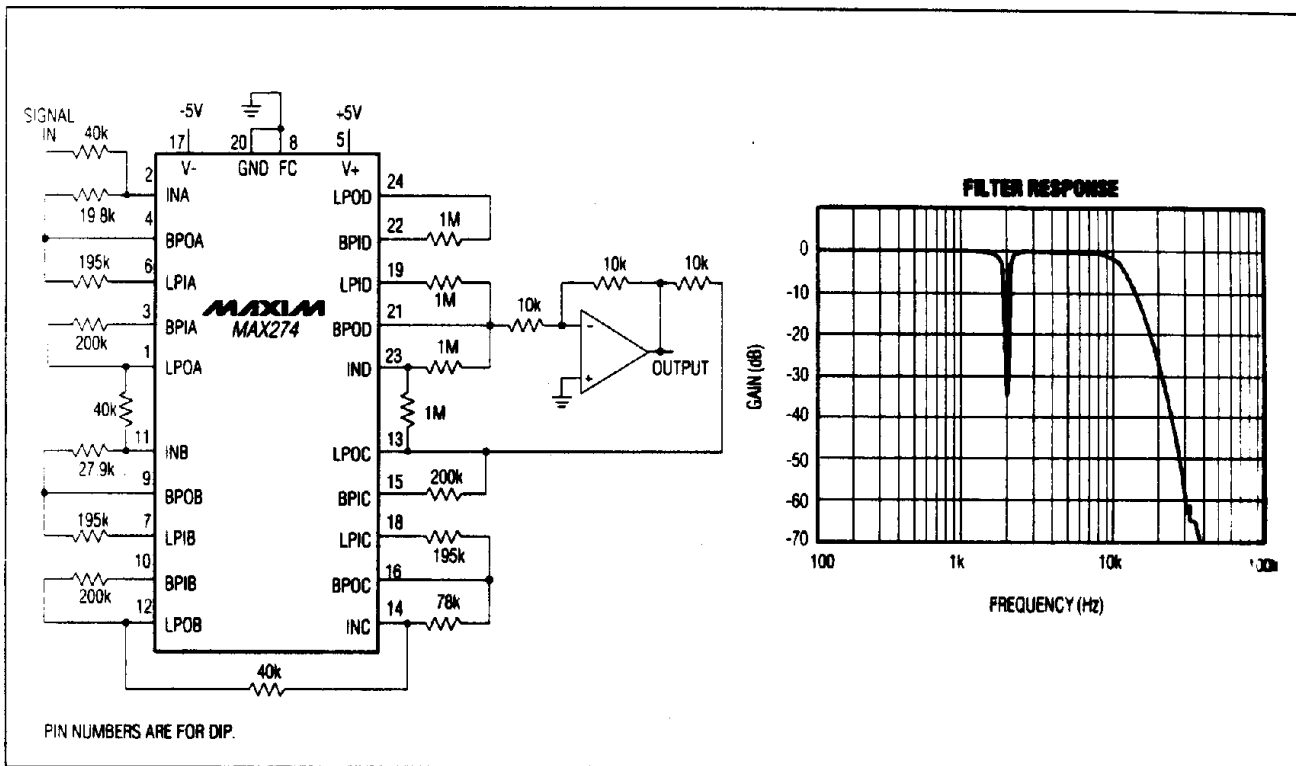 SIGNAL
IN
40k
-5V
17
V-
20
GND
8
FC
+5V
5
V+
2
INA
19.8k
4
BPOA
195k
6
LPIA
3
BPIA
200k
1
LPOA
40k
11
INB
27.9k
9
BPOB
195k
7
LPIB
10
BPIB
200k
12
LPOB
40k
MAXIM
MAX274
LPOD
24
BPID
22
1M
LPID
19
1M
BPOD
21
IND
23
1M
1M
LPOC
13
BPIC
15
200k
LPIC
18
195k
BPOC
16
INC
14
78k
10k
10k
10k
-
+
OUTPUT
FILTER RESPONSE
GAIN (dB)
0
-10
-20
-30
-40
-50
-60
-70
100
1k
10k
100k
FREQUENCY (Hz)
PIN NUMBERS ARE FOR DIP.